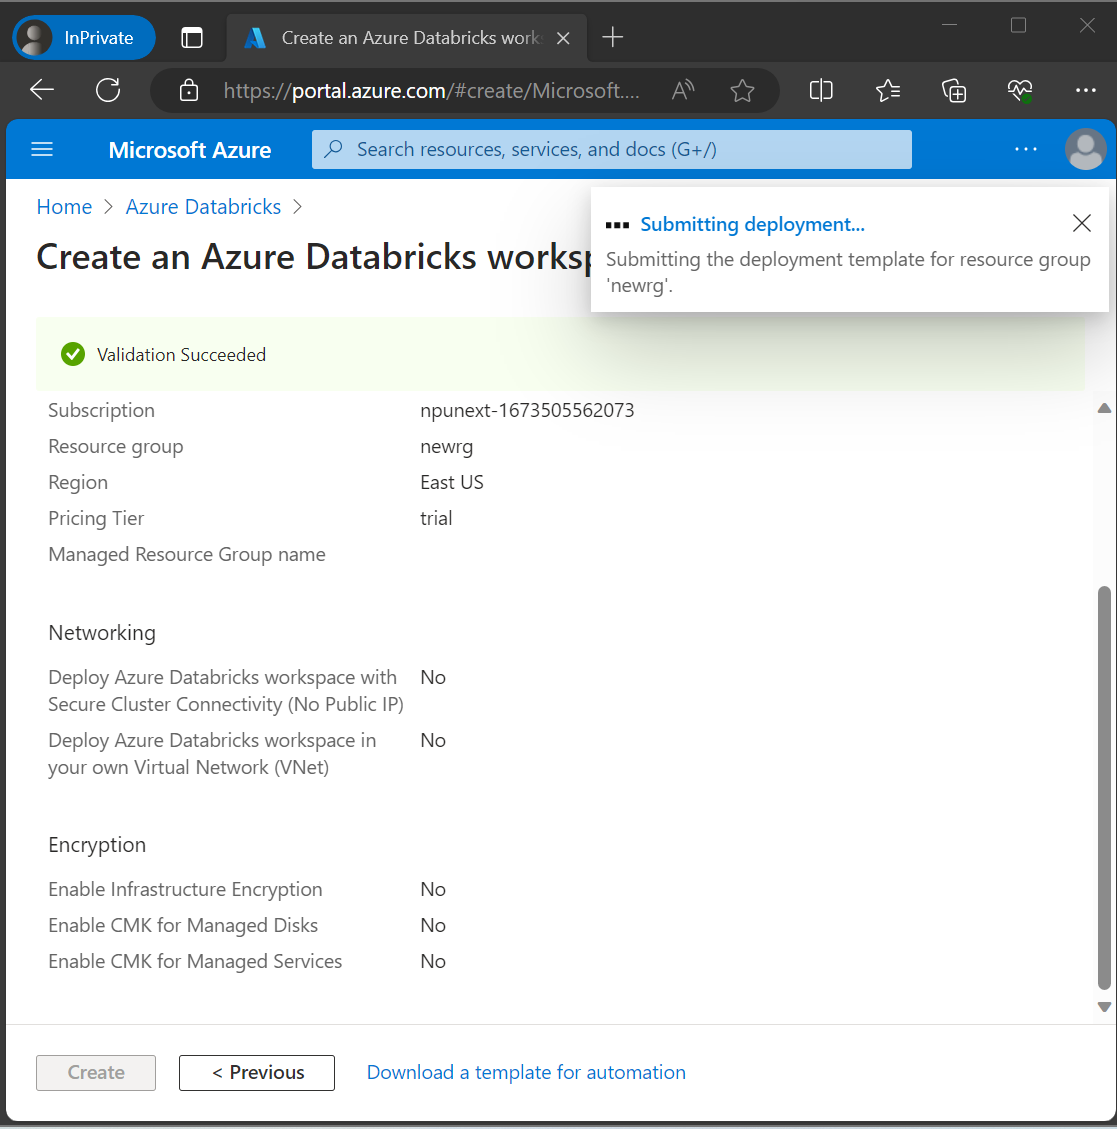 InPrivate
Create an Azure Databricks work
https://portal.azure.com/#create/Microsoft....
Microsoft Azure
Search resources, services, and docs (G+/)
Home > Azure Databricks >
Submitting deployment...
Submitting the deployment template for resource group
'newrg'.
Create an Azure Databricks worksp
Validation Succeeded
Subscription npunext-1673505562073
Resource group newrg
Region East US
Pricing Tier trial
Managed Resource Group name
Networking
Deploy Azure Databricks workspace with No
Secure Cluster Connectivity (No Public IP)
Deploy Azure Databricks workspace in No
your own Virtual Network (VNet)
Encryption
Enable Infrastructure Encryption No
Enable CMK for Managed Disks No
Enable CMK for Managed Services No
Create
< Previous
Download a template for automation